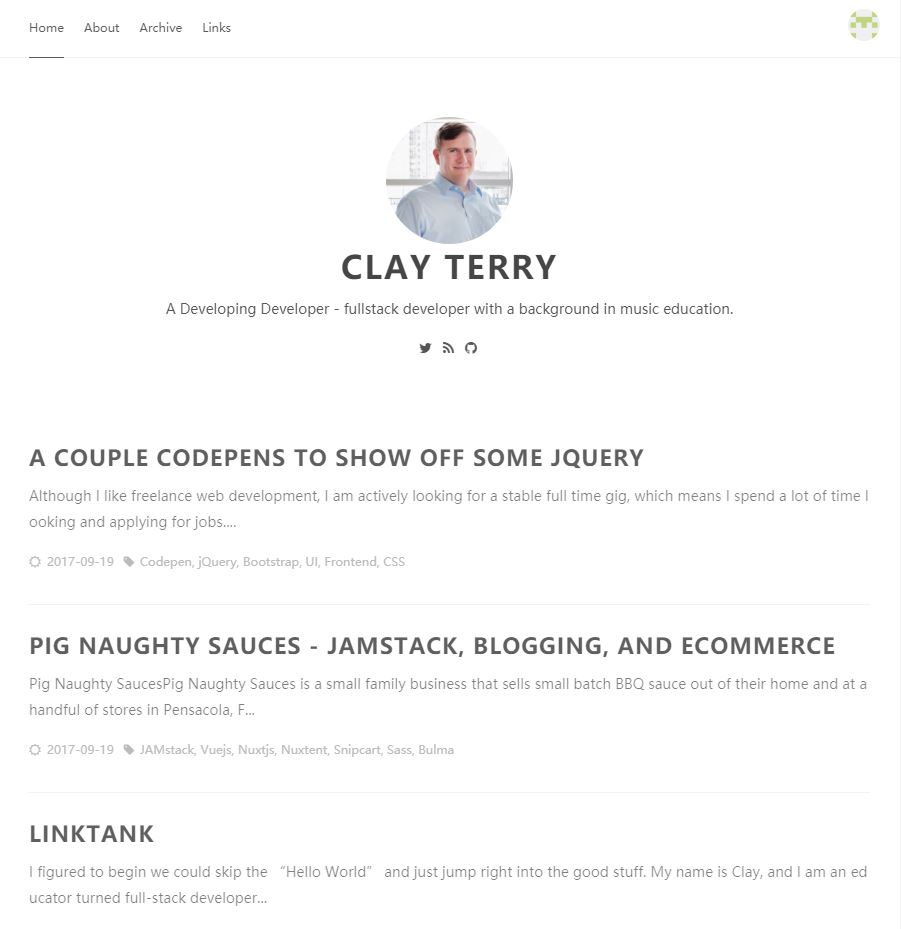 Home About Archive Links
CLAY TERRY
A Developing Developer - fullstack developer with a background in music education.
A COUPLE CODEPENS TO SHOW OFF SOME JQUERY
Although I like freelance web development, I am actively looking for a stable full time gig, which means I spend a lot of time l
ooking and applying for jobs....
2017-09-19 Codepen, jQuery, Bootstrap, UI, Frontend, CSS
PIG NAUGHTY SAUCES - JAMSTACK, BLOGGING, AND ECOMMERCE
Pig Naughty SaucesPig Naughty Sauces is a small family business that sells small batch BBQ sauce out of their home and at a
handful of stores in Pensacola, F...
2017-09-19 JAMstack, Vuejs, Nuxtjs, Nuxtent, Snipcart, Sass, Bulma
LINKTANK
I figured to begin we could skip the “Hello World” and just jump right into the good stuff. My name is Clay, and I am an ed
ucator turned full-stack developer...